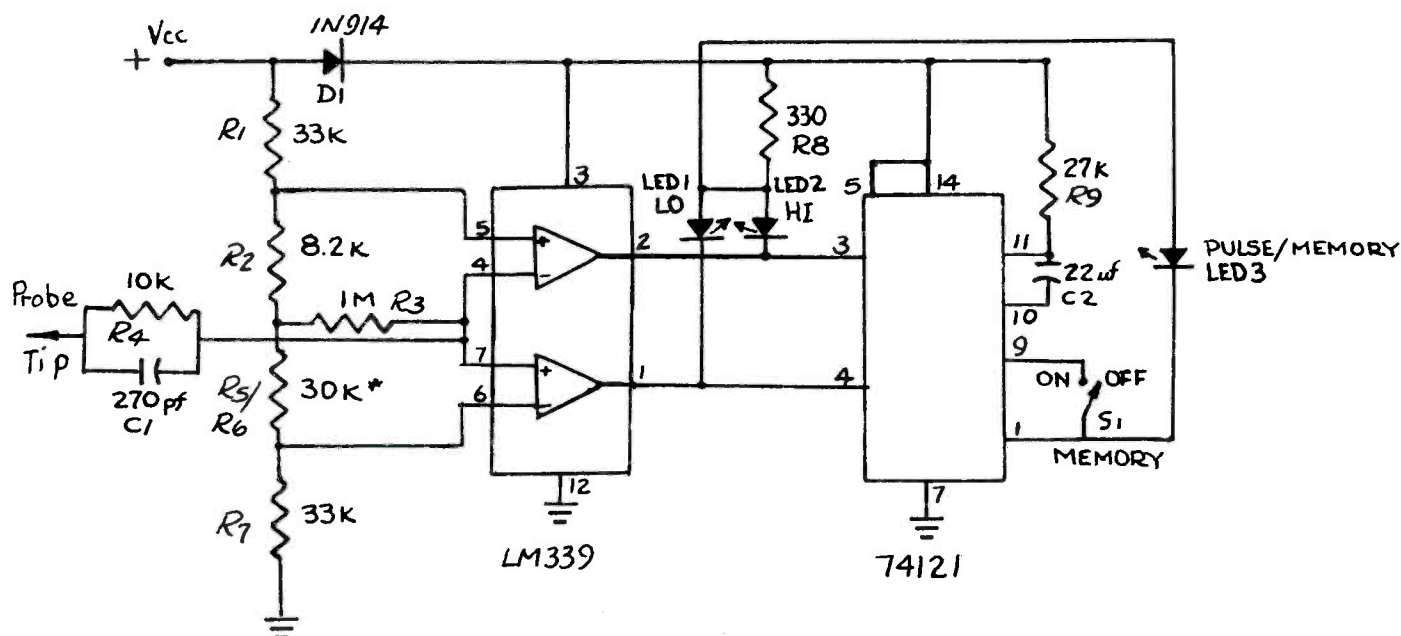 + Vcc
1N914
D1
R1
33K
R2
8.2K
1M R3
10K
Probe
R4
Tip
270pf
C1
R5/
R6
30K*
R7
33K
3
5
4
7
6
2
1
12
LM339
330
R8
LED1
LO
LED2
HI
5
14
3
4
11
10
9
1
7
74121
27K
R9
22uf
C2
ON
OFF
S1
MEMORY
PULSE/MEMORY
LED3